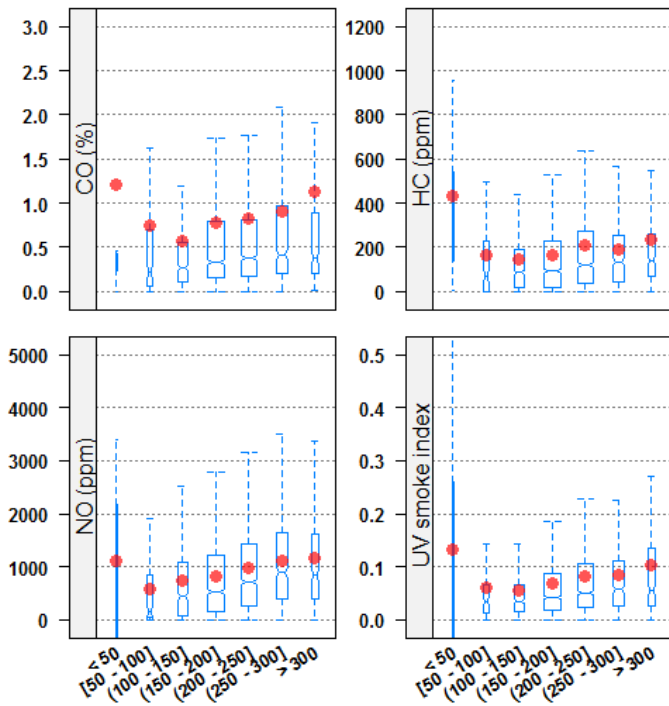 3.0
2.5
2.0
1.5
1.0
0.5
0.0
CO (%)
1200
1000
800
600
400
200
0
HC (ppm)
5000
4000
3000
2000
1000
0
NO (ppm)
0.5
0.4
0.3
0.2
0.1
0.0
UV smoke index
< 50
[50 - 100]
(100 - 150]
(150 - 200]
(200 - 250]
(250 - 300]
> 300
< 50
[50 - 100]
(100 - 150]
(150 - 200]
(200 - 250]
(250 - 300]
> 300